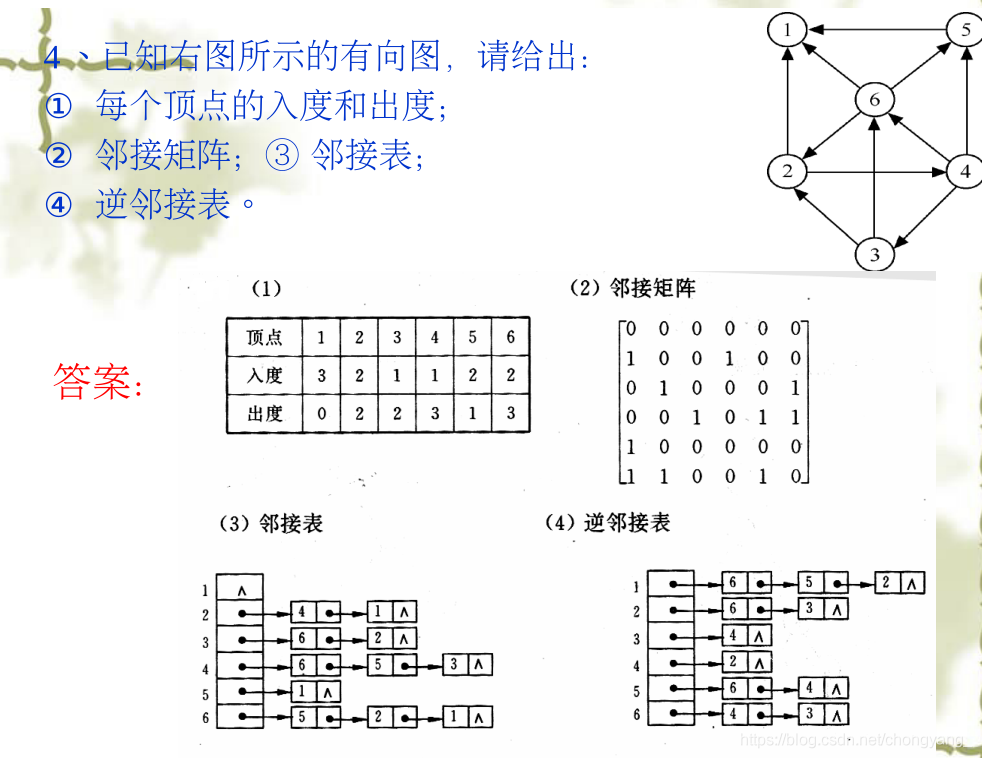 4、已知右图所示的有向图，请给出：
① 每个顶点的入度和出度；
② 邻接矩阵；③ 邻接表；
④ 逆邻接表。
1 5
6
2 4
3
答案：
(1)
顶点 1 2 3 4 5 6
入度 3 2 1 1 2 2
出度 0 2 2 3 1 3
(2) 邻接矩阵
0 0 0 0 0 0
1 0 0 1 0 0
0 1 0 0 0 1
0 0 1 0 1 1
1 0 0 0 0 0
1 1 0 0 1 0
(3) 邻接表
1 ∧
2 4 1 ∧
3 6 2 ∧
4 6 5 3 ∧
5 1 ∧
6 5 2 1 ∧
(4) 逆邻接表
1 6 5 2 ∧
2 6 3 ∧
3 4 ∧
4 2 ∧
5 6 4 ∧
6 4 3 ∧
https://blog.csdn.net/chongyang